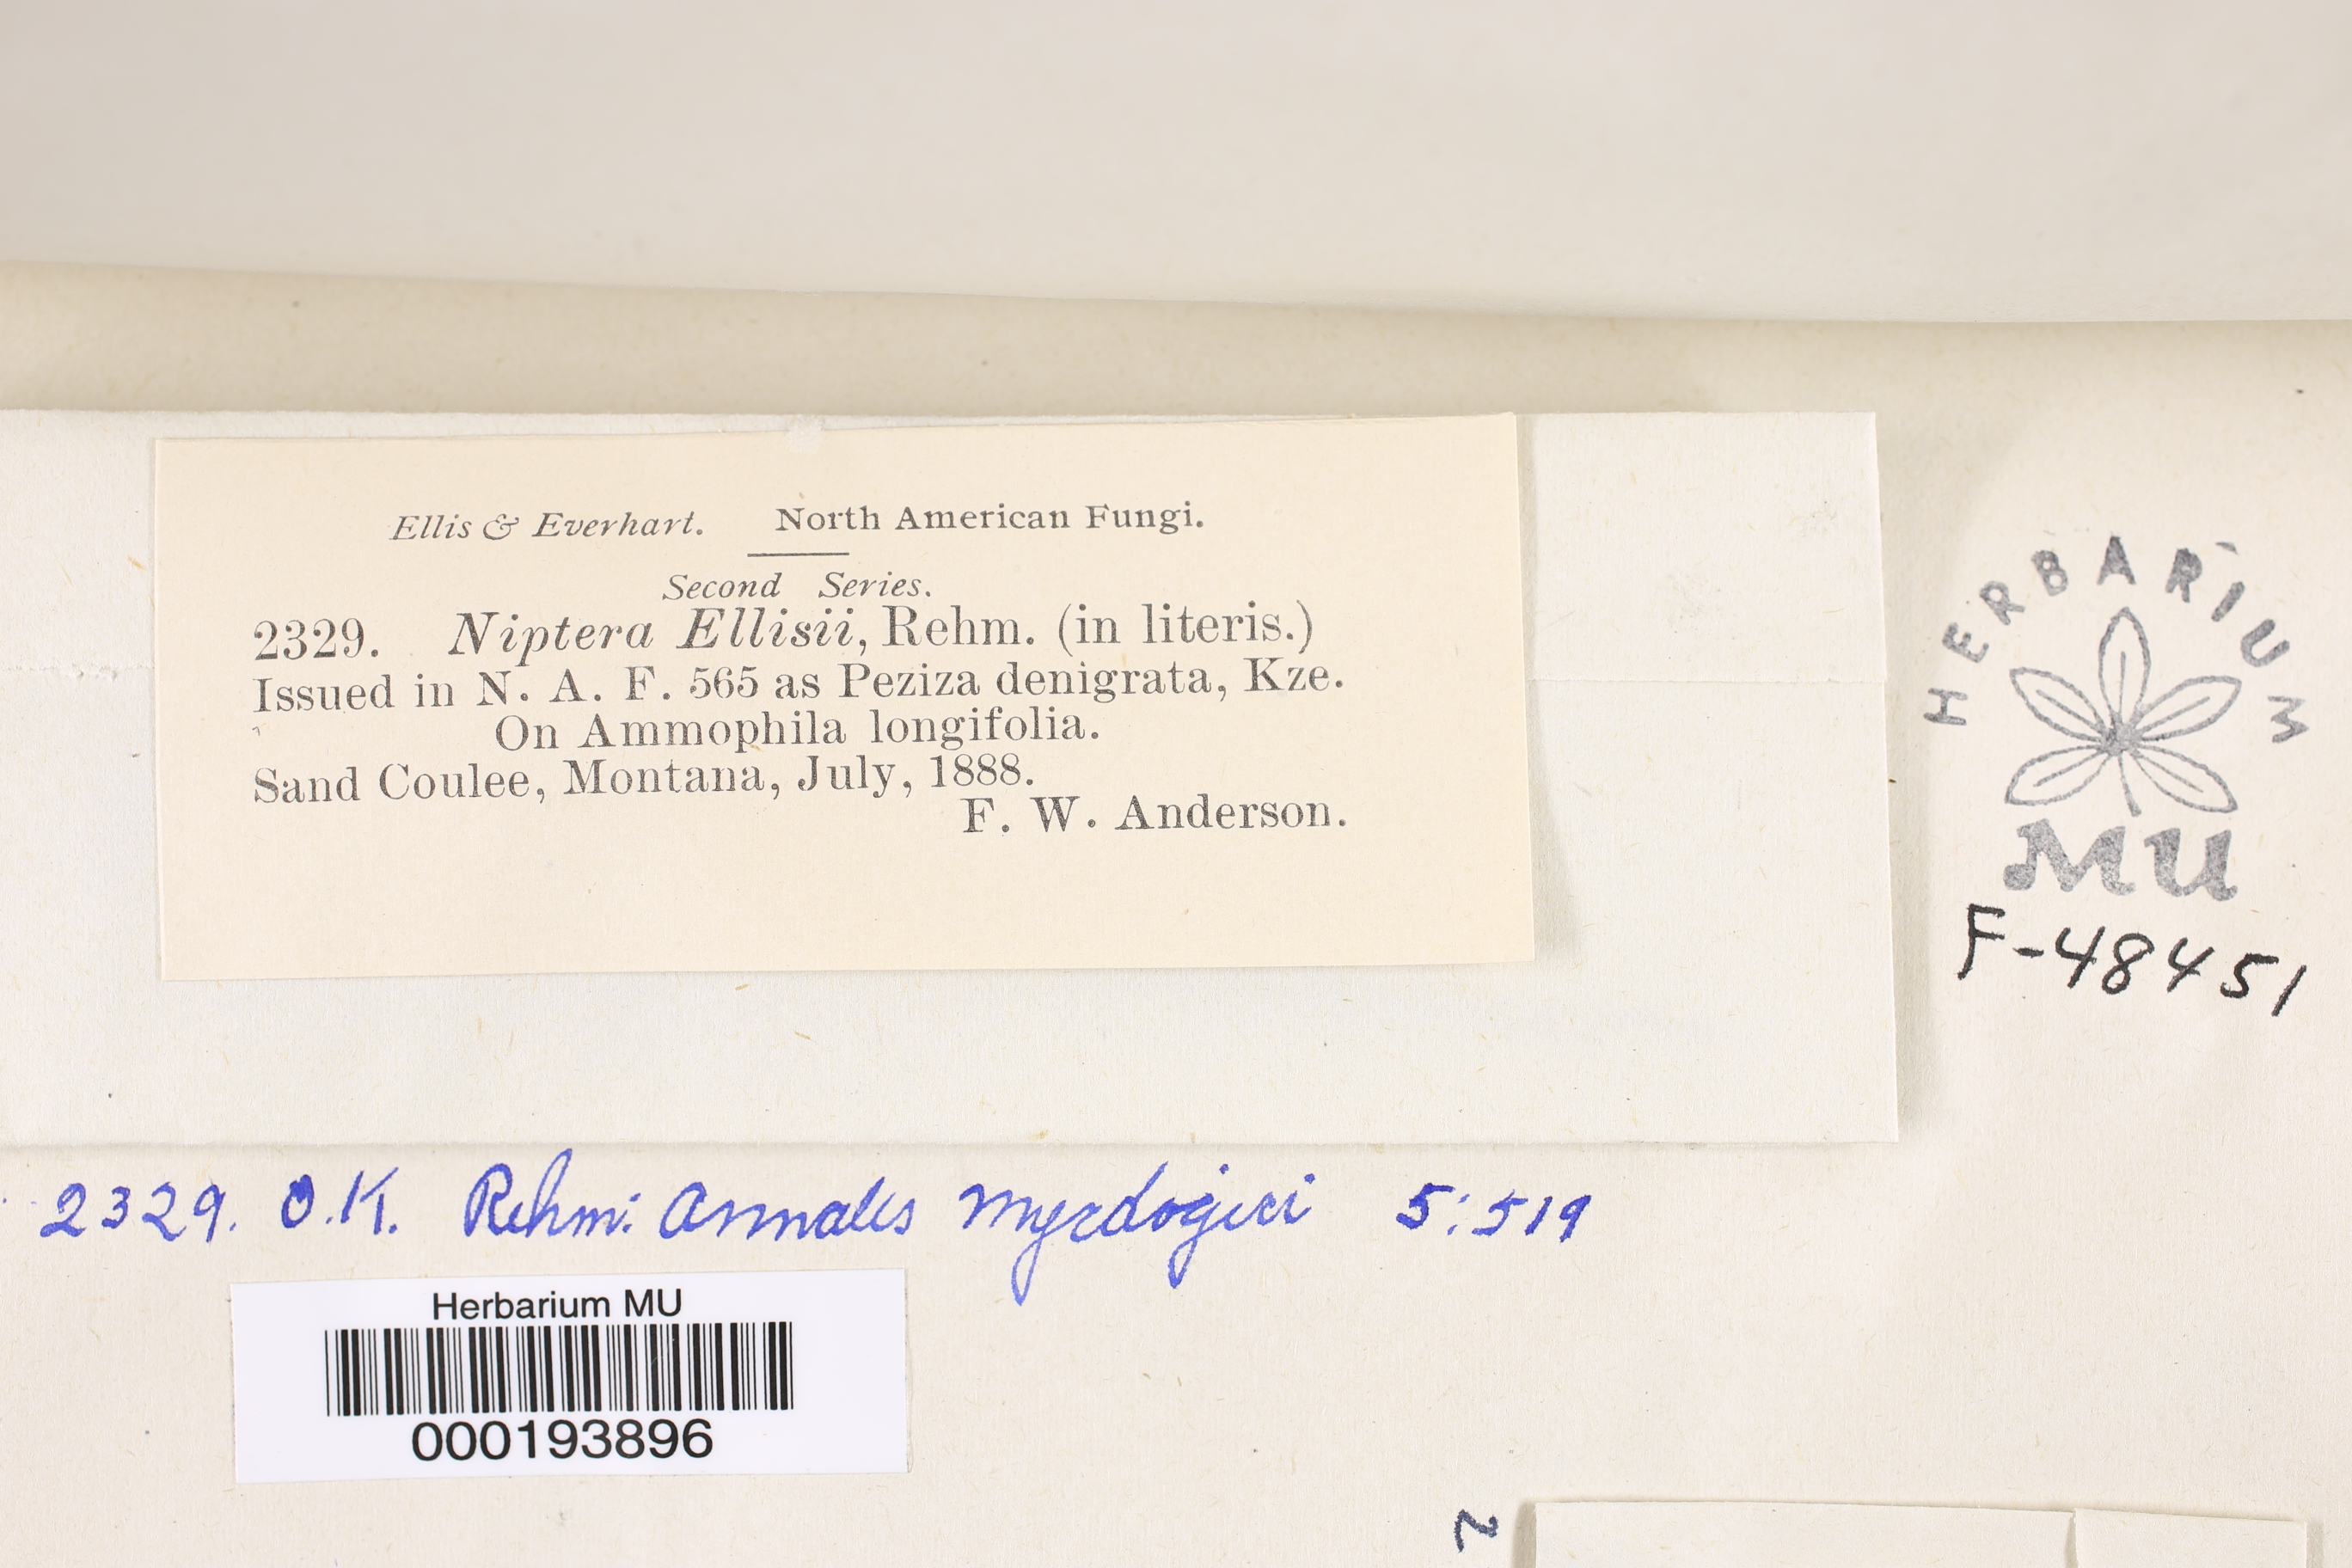 Ellis & Everhart. North American Fungi.
Second Series.
2329. Niptera Ellisii, Rehm. (in literis.)
Issued in N. A. F. 565 as Peziza denigrata, Kze.
On Ammophila longifolia.
Sand Coulee, Montana, July, 1888.
F. W. Anderson.
HERBARIUM
MU
F-48451
2329. O.K. Rehm: Annales Mycologici 5:519
Herbarium MU
000193896